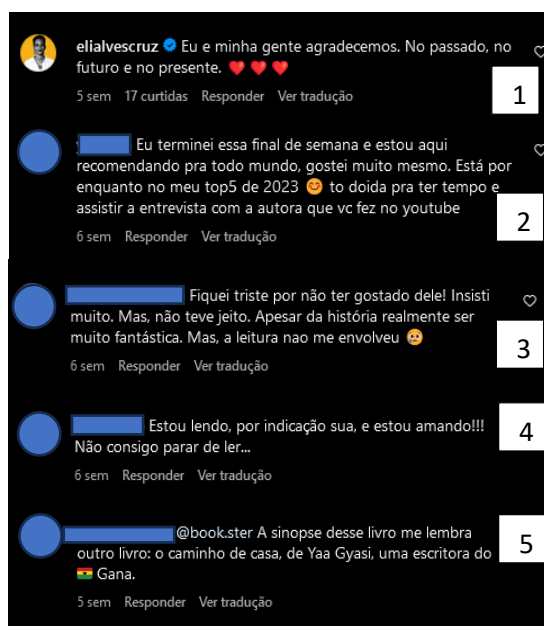 elialvescruz Eu e minha gente agradecemos. No passado, no
futuro e no presente. ❤️ ❤️ ❤️
5 sem 17 curtidas Responder Ver tradução
1
Eu terminei essa final de semana e estou aqui
recomendando pra todo mundo, gostei muito mesmo. Está por
enquanto no meu top5 de 2023 😊 to doida pra ter tempo e
assistir a entrevista com a autora que vc fez no youtube
6 sem Responder Ver tradução
2
Fiquei triste por não ter gostado dele! Insisti
muito. Mas, não teve jeito. Apesar da história realmente ser
muito fantástica. Mas, a leitura nao me envolveu 😢
6 sem Responder Ver tradução
3
Estou lendo, por indicação sua, e estou amando!!!
Não consigo parar de ler...
6 sem Responder Ver tradução
4
@book.ster A sinopse desse livro me lembra
outro livro: o caminho de casa, de Yaa Gyasi, uma escritora do
🇬🇭 Gana.
5 sem Responder Ver tradução
5